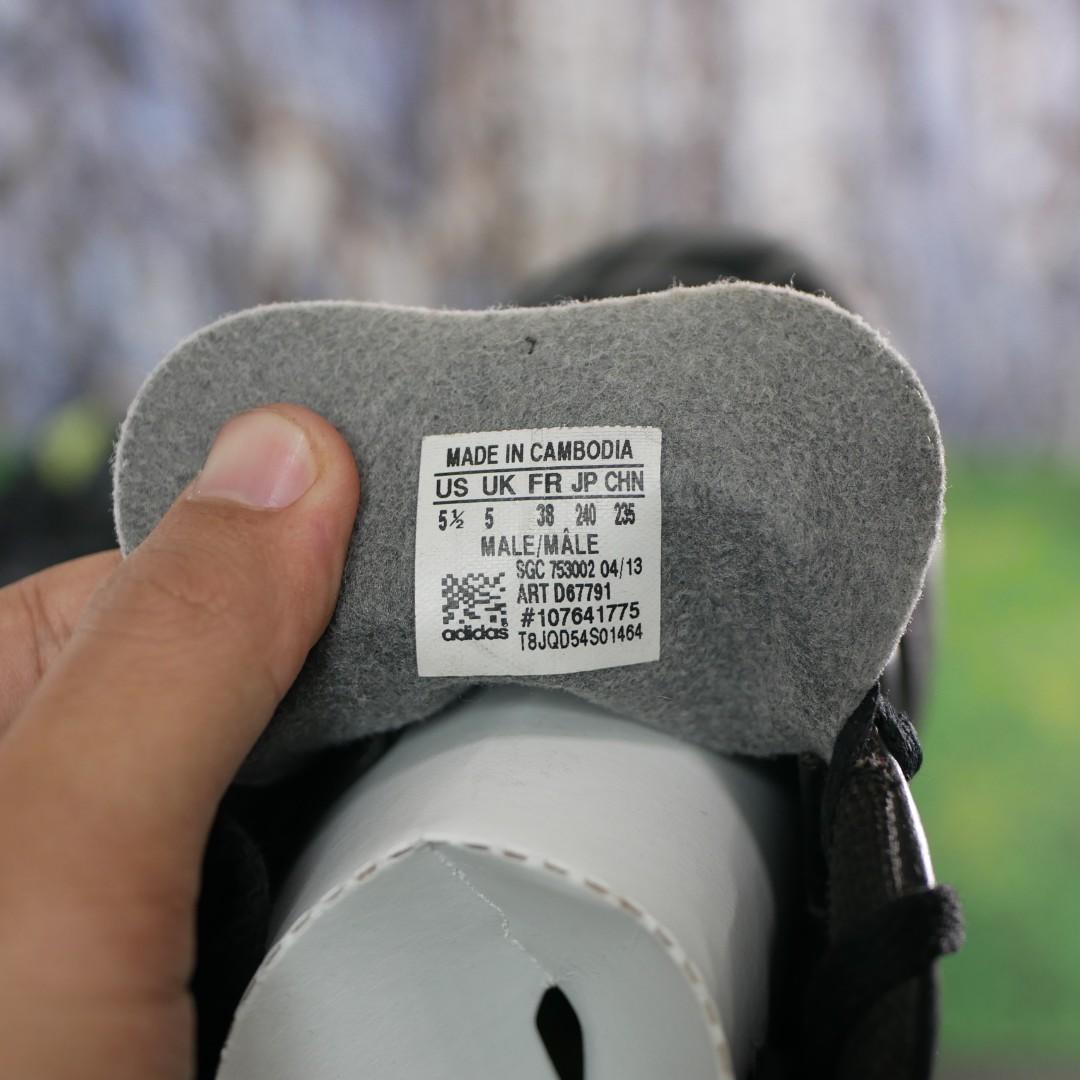 MADE IN CAMBODIA
US UK FR JP CHN
5½ 5 38 240 235
MALE/MÂLE
SGC 753002 04/13
ART D67791
#107641775
adidas T8JQD54S01464